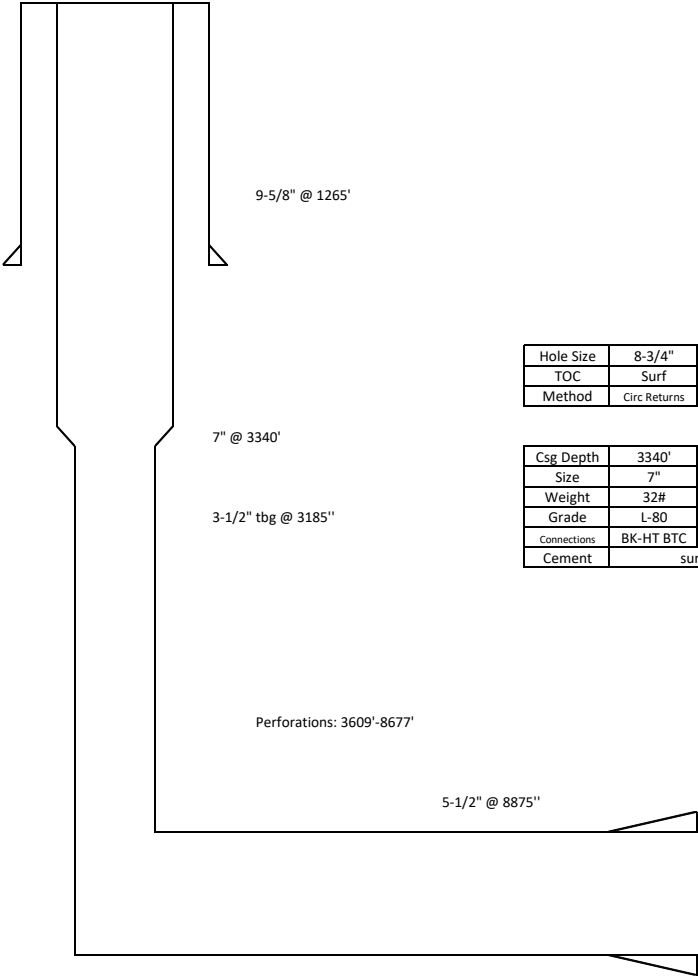 9-5/8" @ 1265'
Hole Size 8-3/4"
TOC Surf
Method Circ Returns
7" @ 3340'
Csg Depth 3340'
Size 7"
Weight 32#
3-1/2" tbg @ 3185''
Grade L-80
Connections BK-HT BTC
Cement
Perforations: 3609'-8677'
5-1/2" @ 8875''